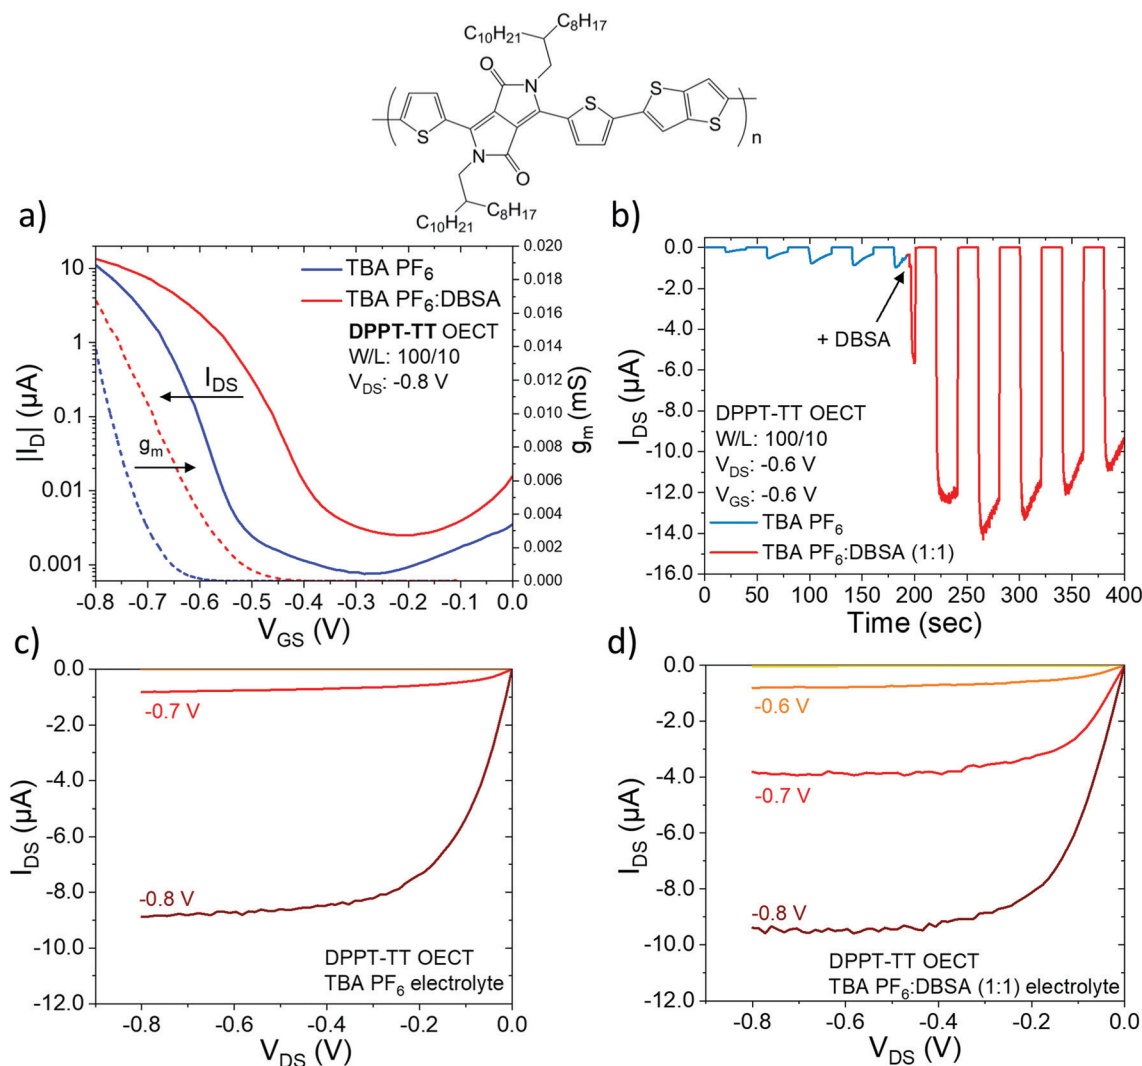 C10H21 C8H17
O N S S
( S ) n
N O S
C10H21 C8H17
a)
10
1
0.1
0.01
0.001
|ID| (µA)
-0.8 -0.7 -0.6 -0.5 -0.4 -0.3 -0.2 -0.1 0.0
VGS (V)
0.020
0.018
0.016
0.014
0.012
0.010
0.008
0.006
0.004
0.002
0.000
gm (mS)
TBA PF6
TBA PF6:DBSA
DPPT-TT OECT
W/L: 100/10
VDS: -0.8 V
IDS
gm
b)
0.0
-2.0
-4.0
-6.0
-8.0
-10.0
-12.0
-14.0
-16.0
IDS (µA)
+ DBSA
DPPT-TT OECT
W/L: 100/10
VDS: -0.6 V
VGS: -0.6 V
TBA PF6
TBA PF6:DBSA (1:1)
0 50 100 150 200 250 300 350 400
Time (sec)
c)
0.0
-2.0
-4.0
-6.0
-8.0
-10.0
-12.0
IDS (µA)
-0.7 V
-0.8 V
DPPT-TT OECT
TBA PF6 electrolyte
-0.8 -0.6 -0.4 -0.2 0.0
VDS (V)
d)
0.0
-2.0
-4.0
-6.0
-8.0
-10.0
-12.0
IDS (µA)
-0.6 V
-0.7 V
-0.8 V
DPPT-TT OECT
TBA PF6:DBSA (1:1) electrolyte
-0.8 -0.6 -0.4 -0.2 0.0
VDS (V)